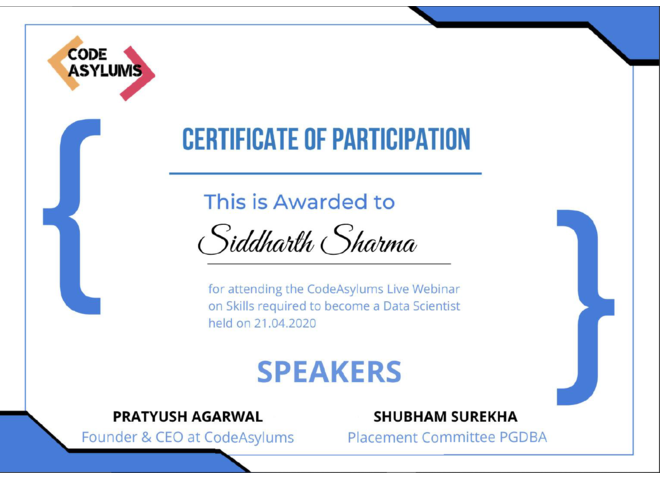 CODE
ASYLUMS
CERTIFICATE OF PARTICIPATION
This is Awarded to
Siddharth Sharma
for attending the CodeAsylums Live Webinar
on Skills required to become a Data Scientist
held on 21.04.2020
SPEAKERS
PRATYUSH AGARWAL
Founder & CEO at CodeAsylums
SHUBHAM SUREKHA
Placement Committee PGDBA